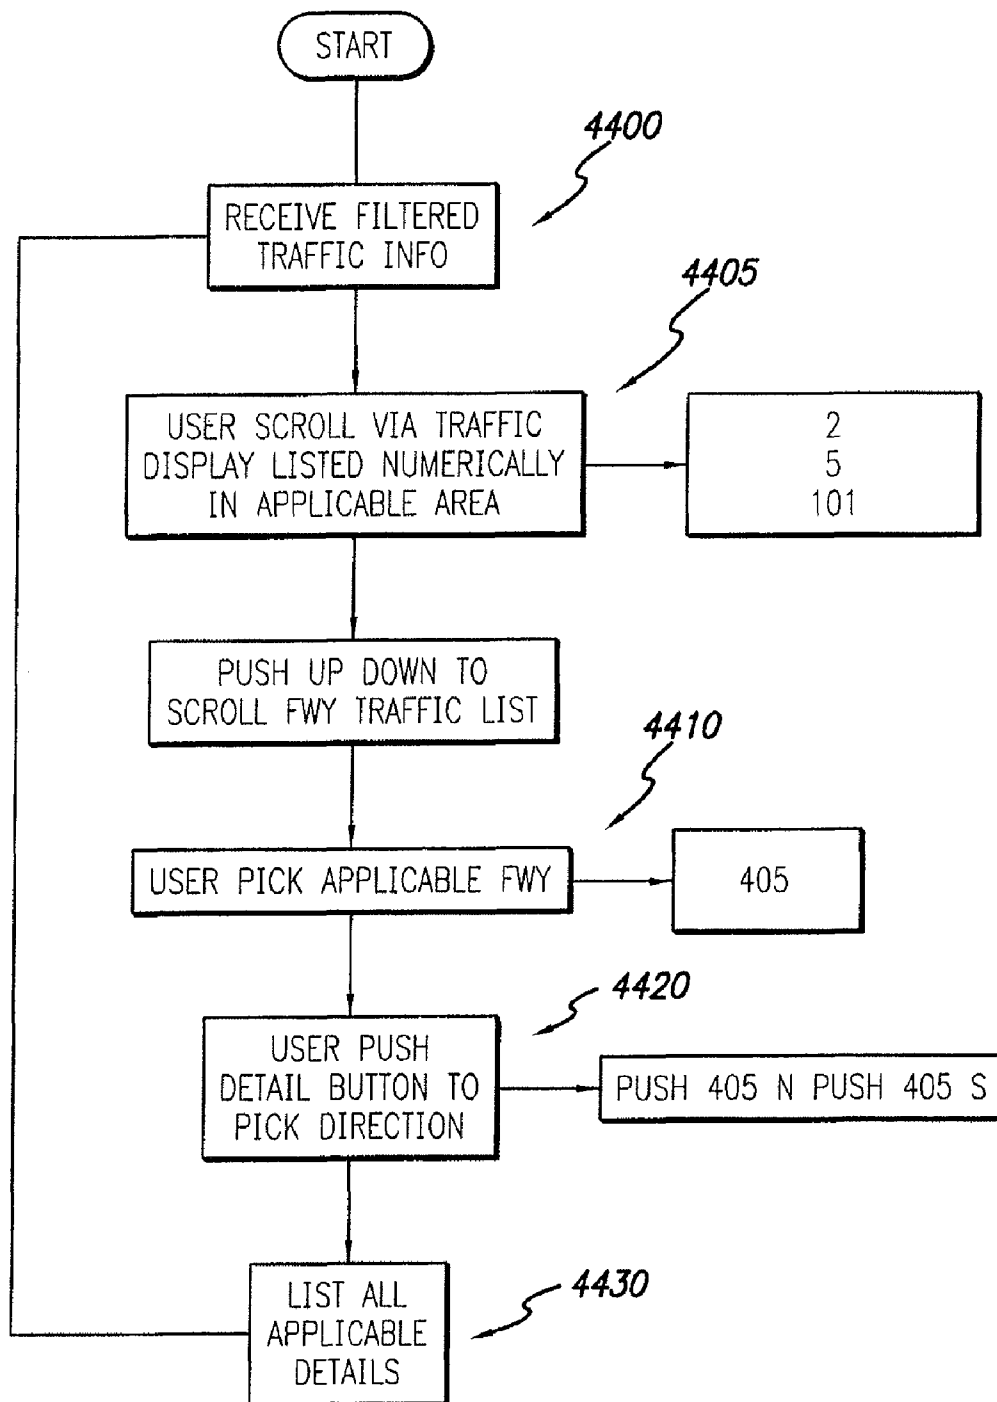 START
4400
RECEIVE FILTERED
TRAFFIC INFO
4405
USER SCROLL VIA TRAFFIC
DISPLAY LISTED NUMERICALLY
IN APPLICABLE AREA
2
5
101
PUSH UP DOWN TO
SCROLL FWY TRAFFIC LIST
4410
USER PICK APPLICABLE FWY
405
4420
USER PUSH
DETAIL BUTTON TO
PICK DIRECTION
PUSH 405 N PUSH 405 S
4430
LIST ALL
APPLICABLE
DETAILS